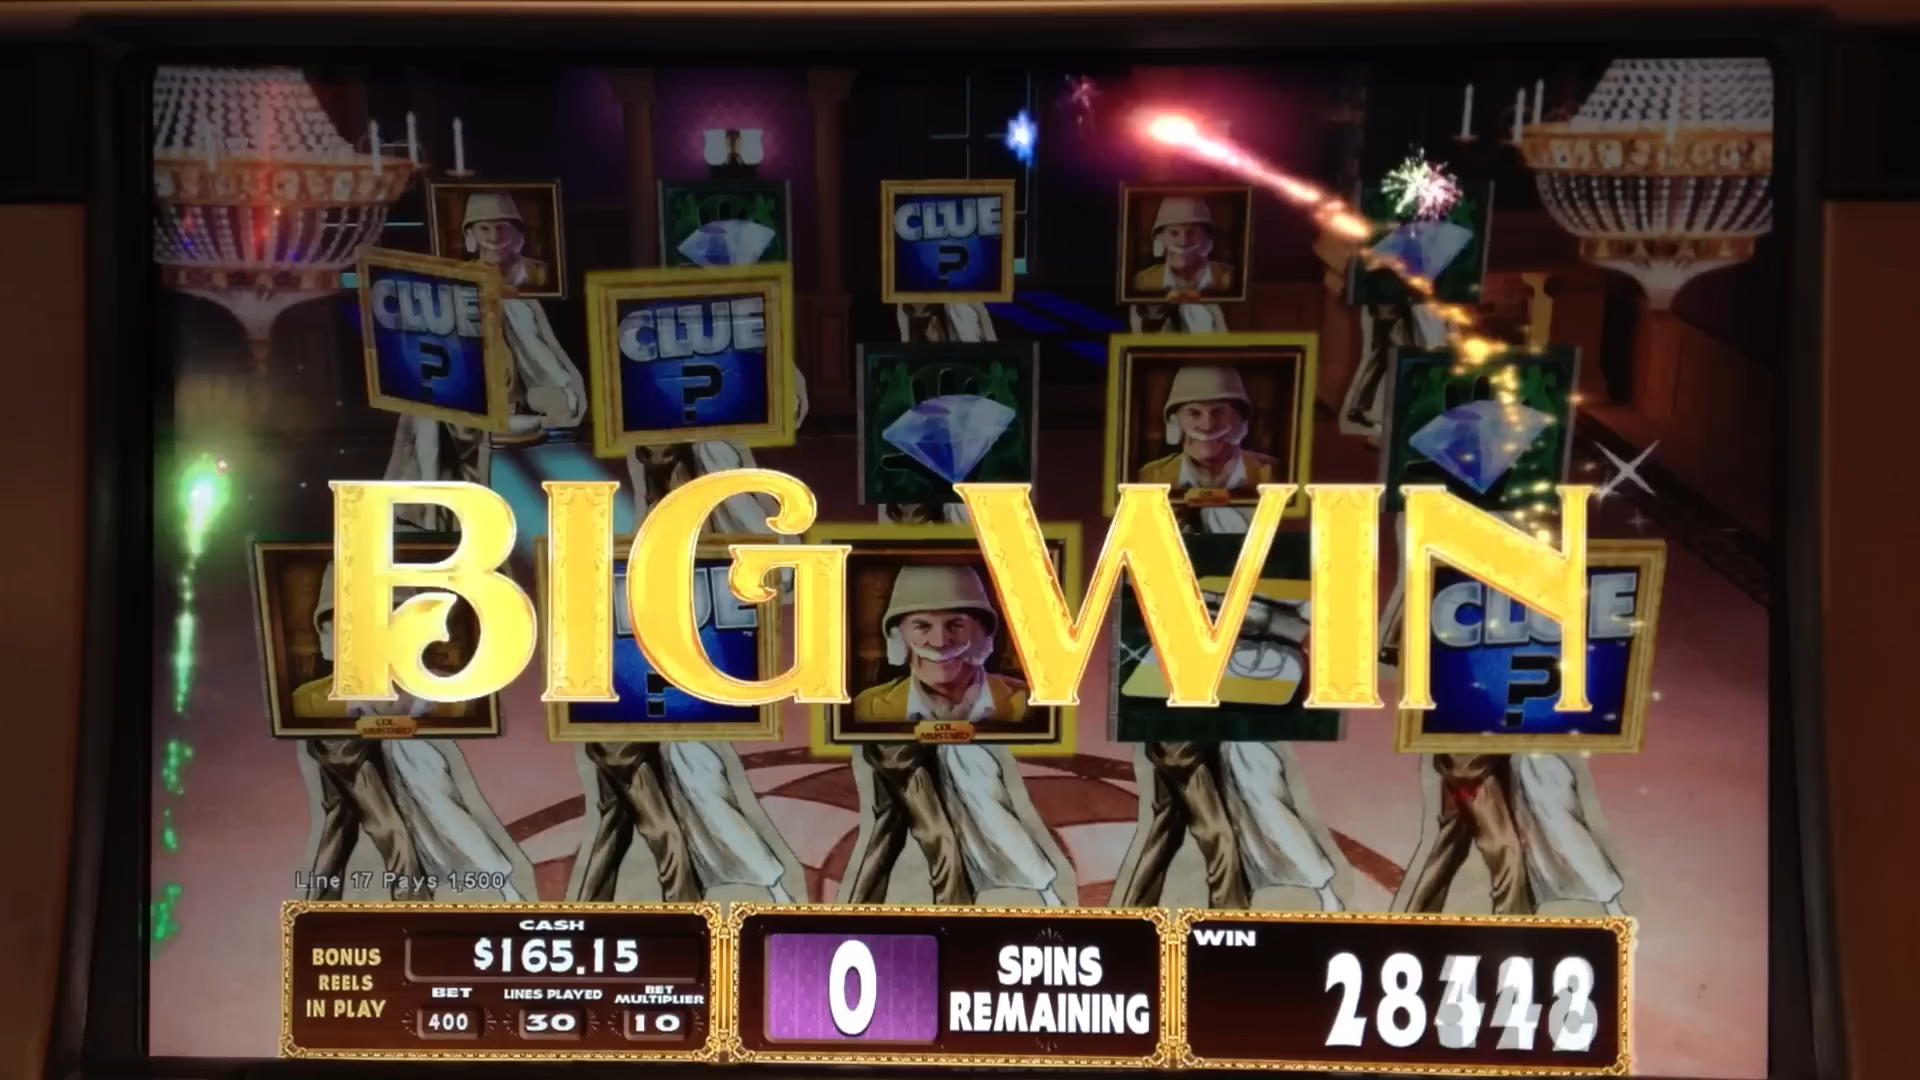 CLUE
?
CLUE
?
CLUE
?
BIG WIN
COL.
MUSTARD
COL.
MUSTARD
CLUE
?
Line 17 Pays 1,500
BONUS
REELS
IN PLAY
CASH
$165.15
BET
400
LINES PLAYED
30
BET
MULTIPLIER
10
0
SPINS
REMAINING
WIN